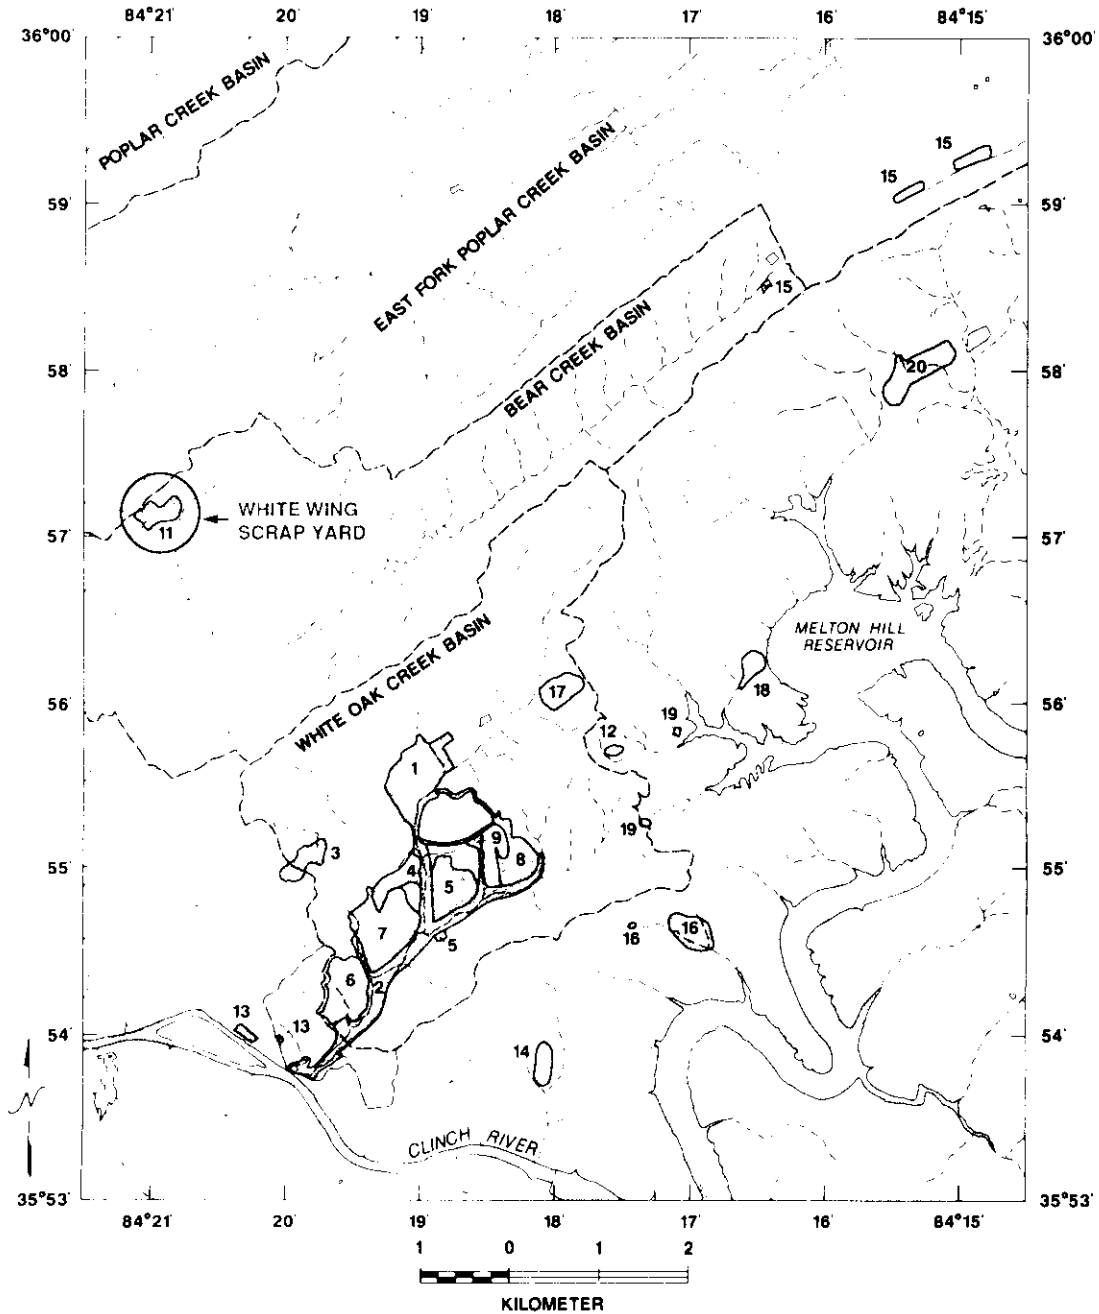 84°21' 20 19 18 17 16 84°15'
36°00' 36°00'
POPLAR CREEK BASIN
EAST FORK POPLAR CREEK BASIN
15
15
59' 59'
15
BEAR CREEK BASIN
20
58' 58'
WHITE WING
SCRAP YARD
11
57' 57'
MELTON HILL
RESERVOIR
WHITE OAK CREEK BASIN
17
18
56' 56'
19
12
1
19
9
3
8
55' 55'
4
5
7
16
16
5
6
2
13
13
54' 54'
14
N
CLINCH RIVER
35°53' 35°53'
84°21' 20 19 18 17 16 84°15'
1 0 1 2
KILOMETER